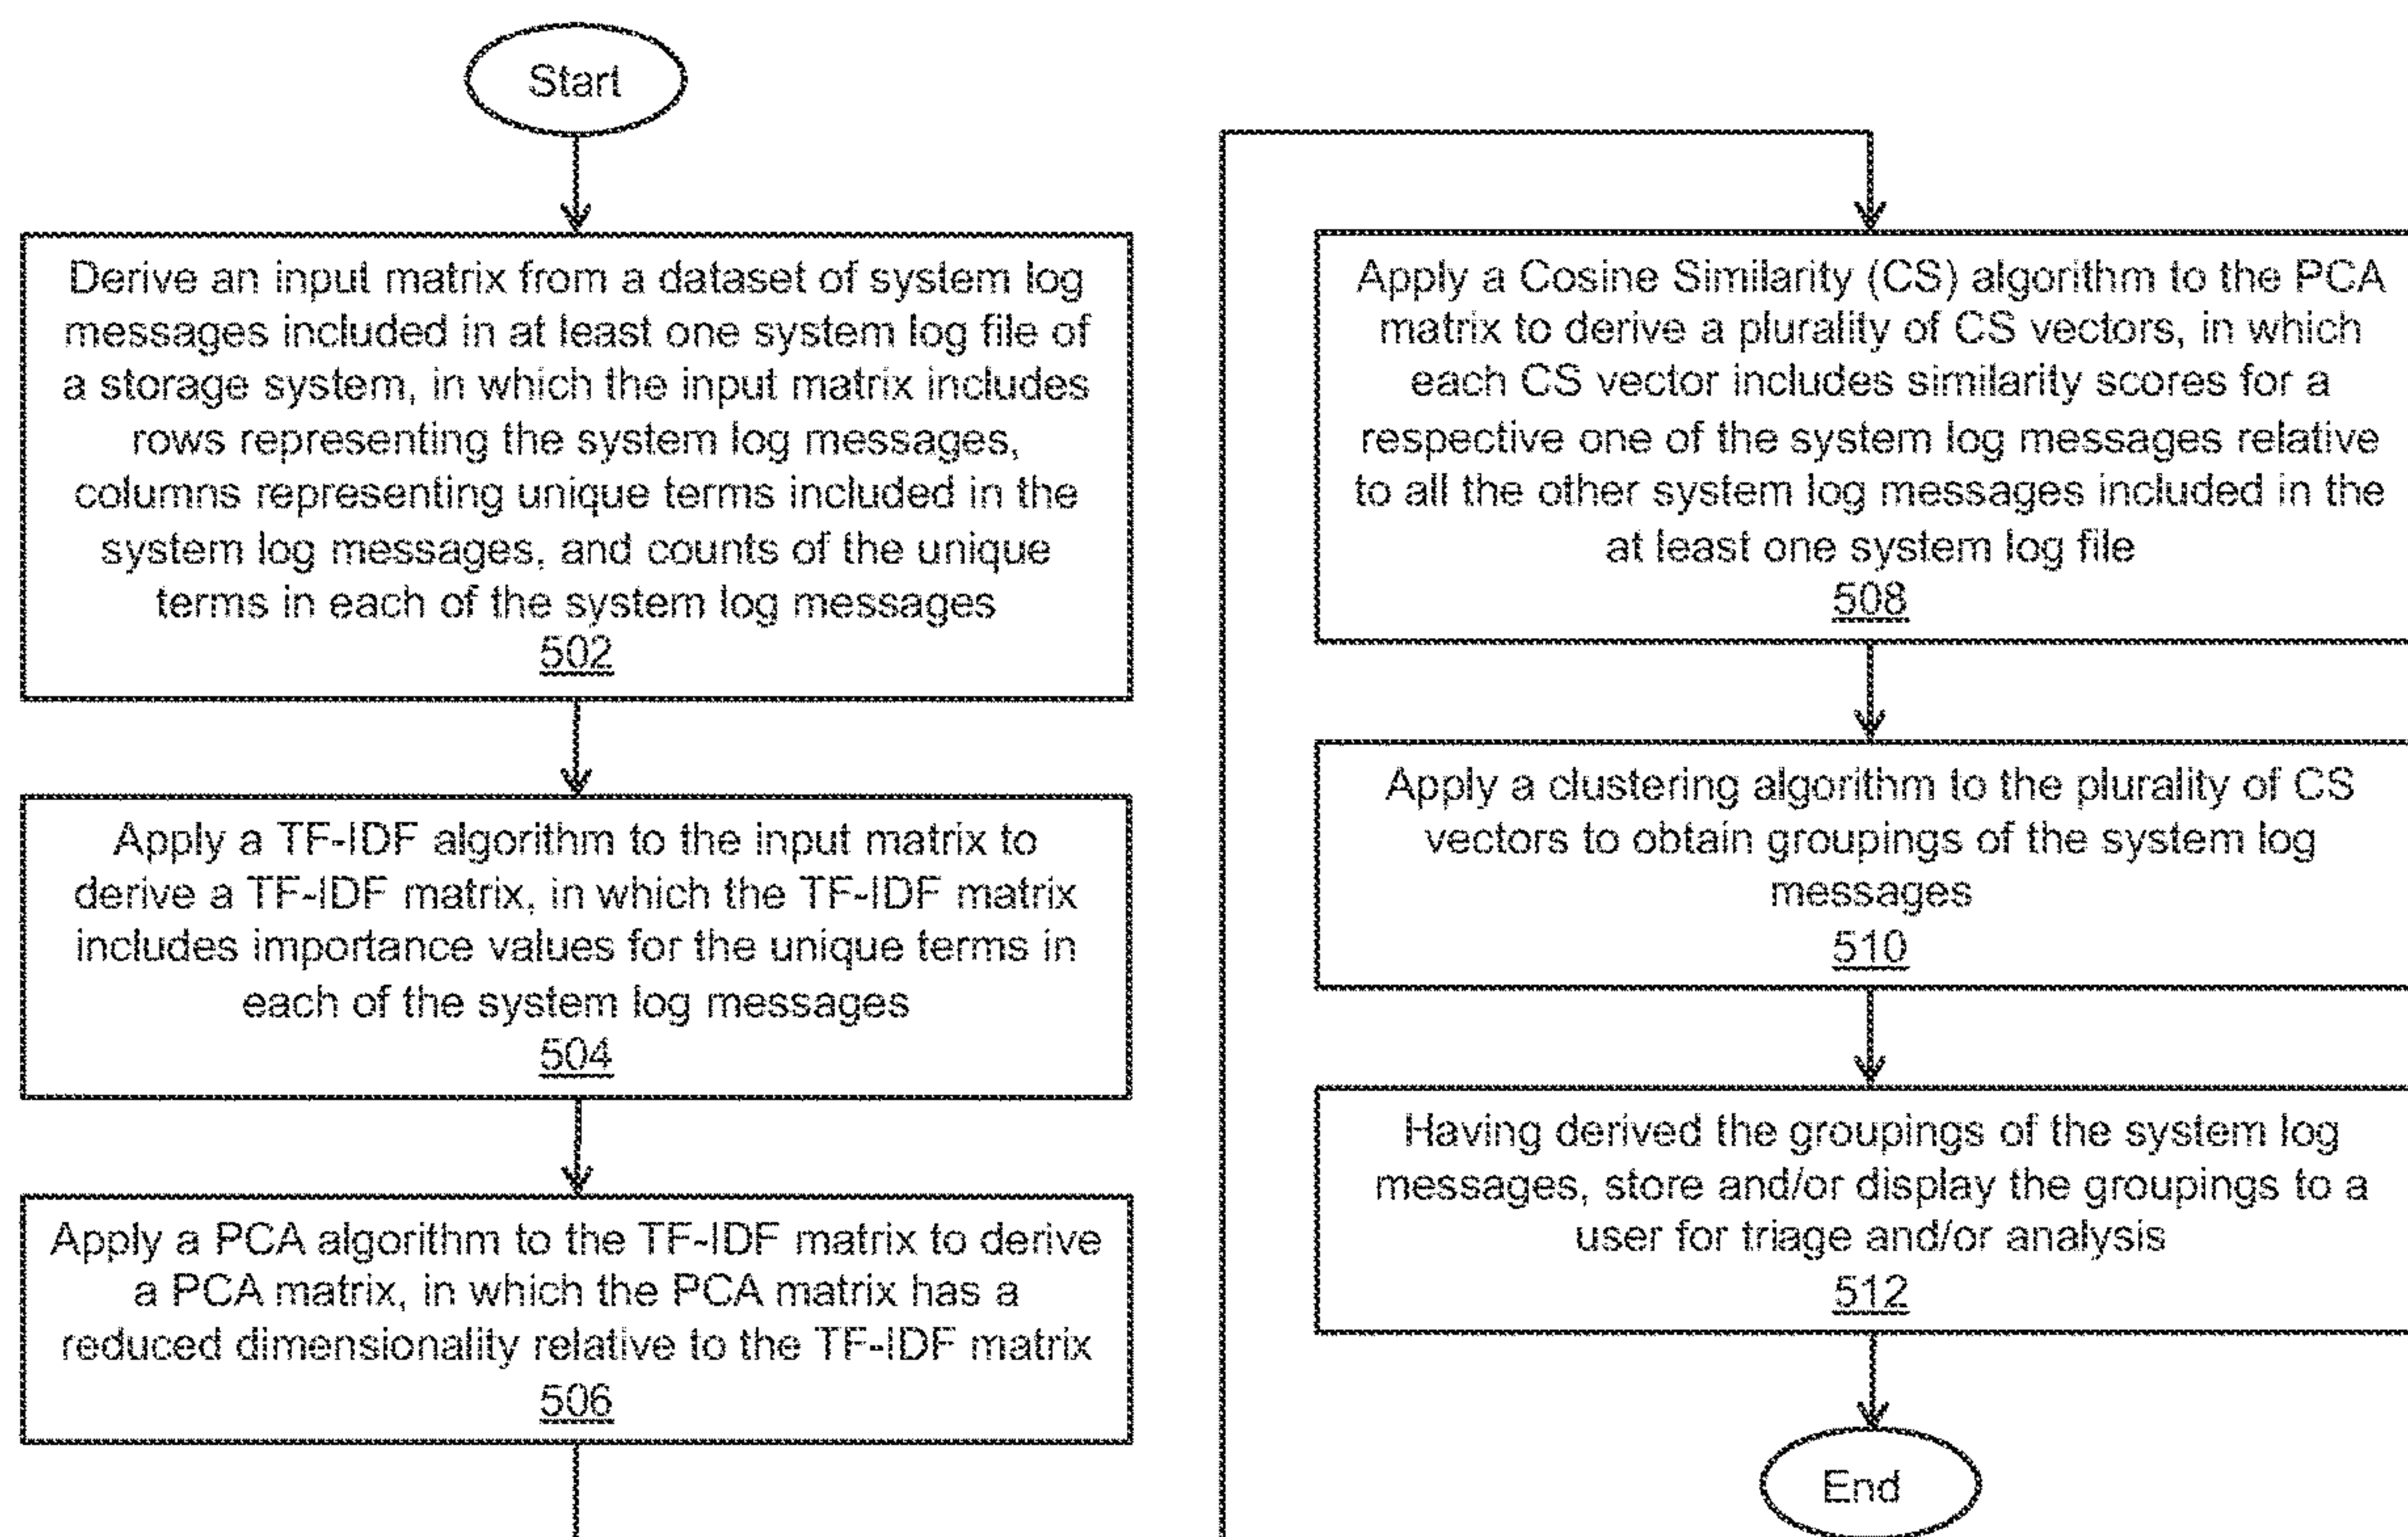 Start
Derive an input matrix from a dataset of system log
messages included in at least one system log file of
a storage system, in which the input matrix includes
rows representing the system log messages,
columns representing unique terms included in the
system log messages, and counts of the unique
terms in each of the system log messages
502
Apply a TF-IDF algorithm to the input matrix to
derive a TF-IDF matrix, in which the TF-IDF matrix
includes importance values for the unique terms in
each of the system log messages
504
Apply a PCA algorithm to the TF-IDF matrix to derive
a PCA matrix, in which the PCA matrix has a
reduced dimensionality relative to the TF-IDF matrix
506
Apply a Cosine Similarity (CS) algorithm to the PCA
matrix to derive a plurality of CS vectors, in which
each CS vector includes similarity scores for a
respective one of the system log messages relative
to all the other system log messages included in the
at least one system log file
508
Apply a clustering algorithm to the plurality of CS
vectors to obtain groupings of the system log
messages
510
Having derived the groupings of the system log
messages, store and/or display the groupings to a
user for triage and/or analysis
512
End